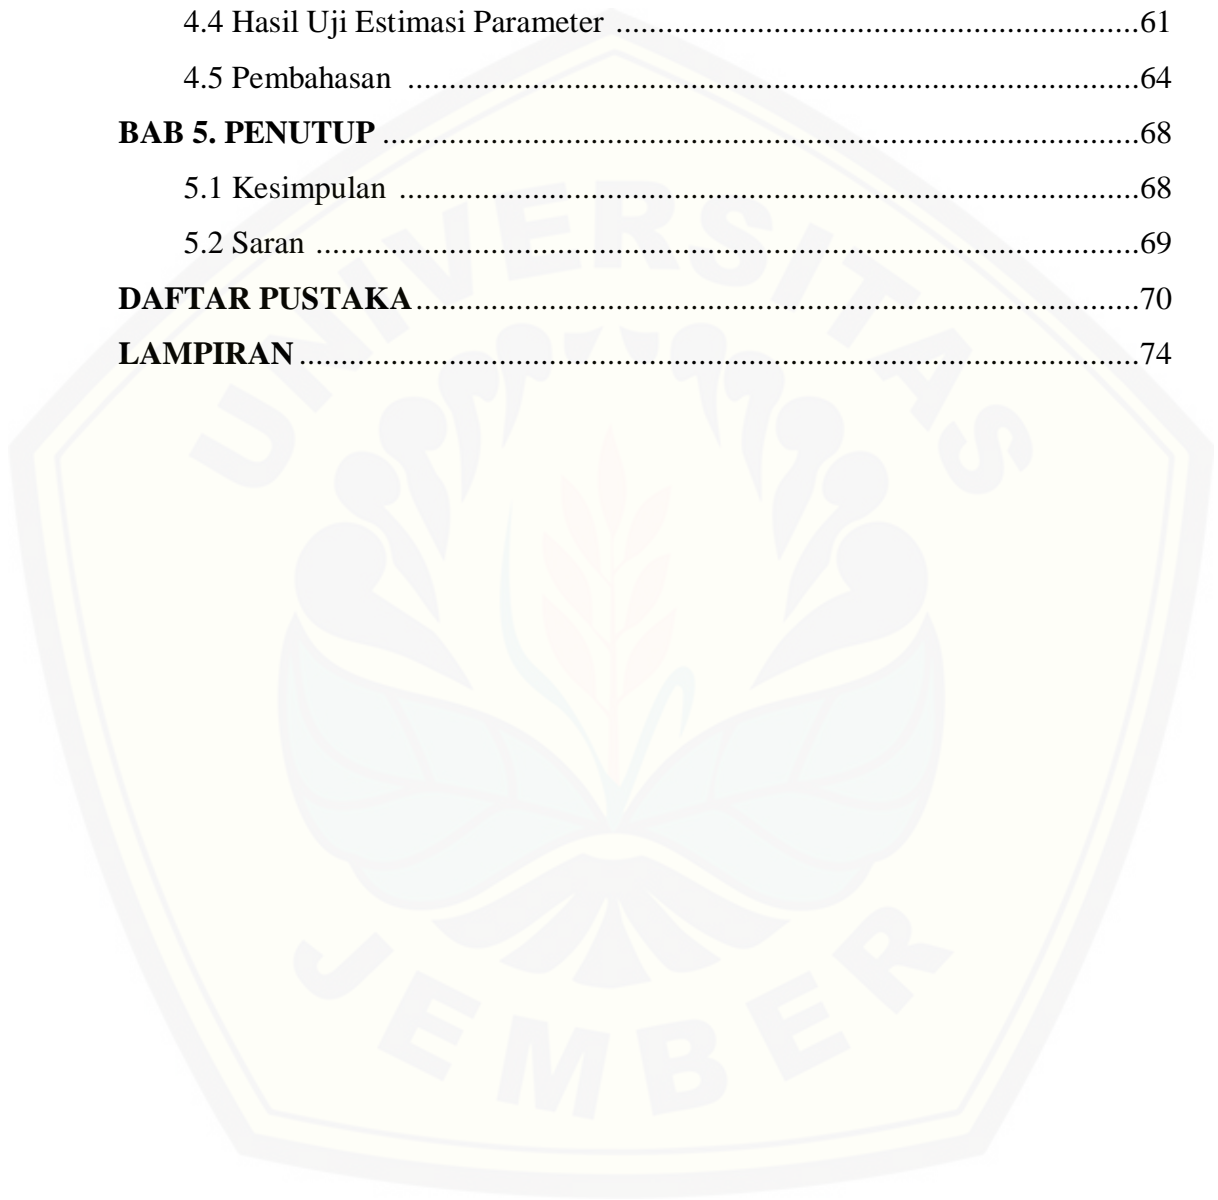 4.4 Hasil Uji Estimasi Parameter ..................................................................61
4.5 Pembahasan ............................................................................................64
BAB 5. PENUTUP ...............................................................................................68
5.1 Kesimpulan .............................................................................................68
5.2 Saran ........................................................................................................69
DAFTAR PUSTAKA...........................................................................................70
LAMPIRAN .........................................................................................................74
UNIVERSITAS
JEMBER